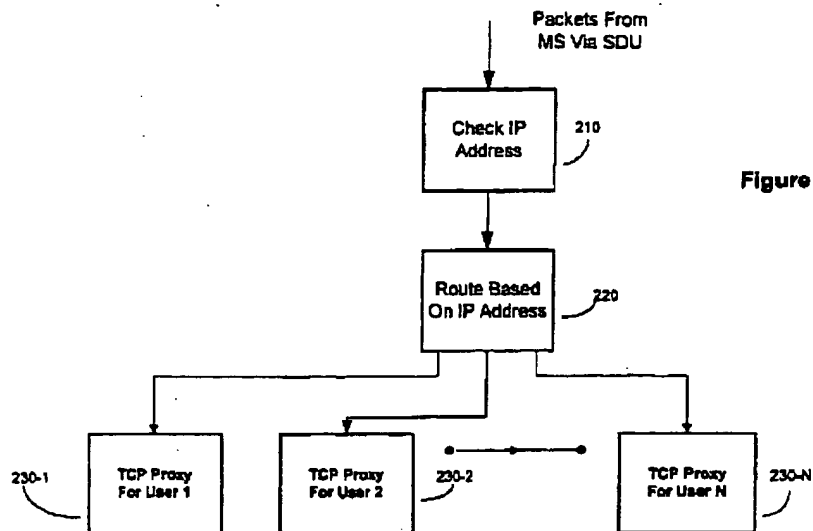 Packets From
MS Via SDU
Check IP
Address
210
Figure
Route Based
On IP Address
220
230-1
TCP Proxy
For User 1
TCP Proxy
For User 2
230-2
TCP Proxy
For User N
230-N